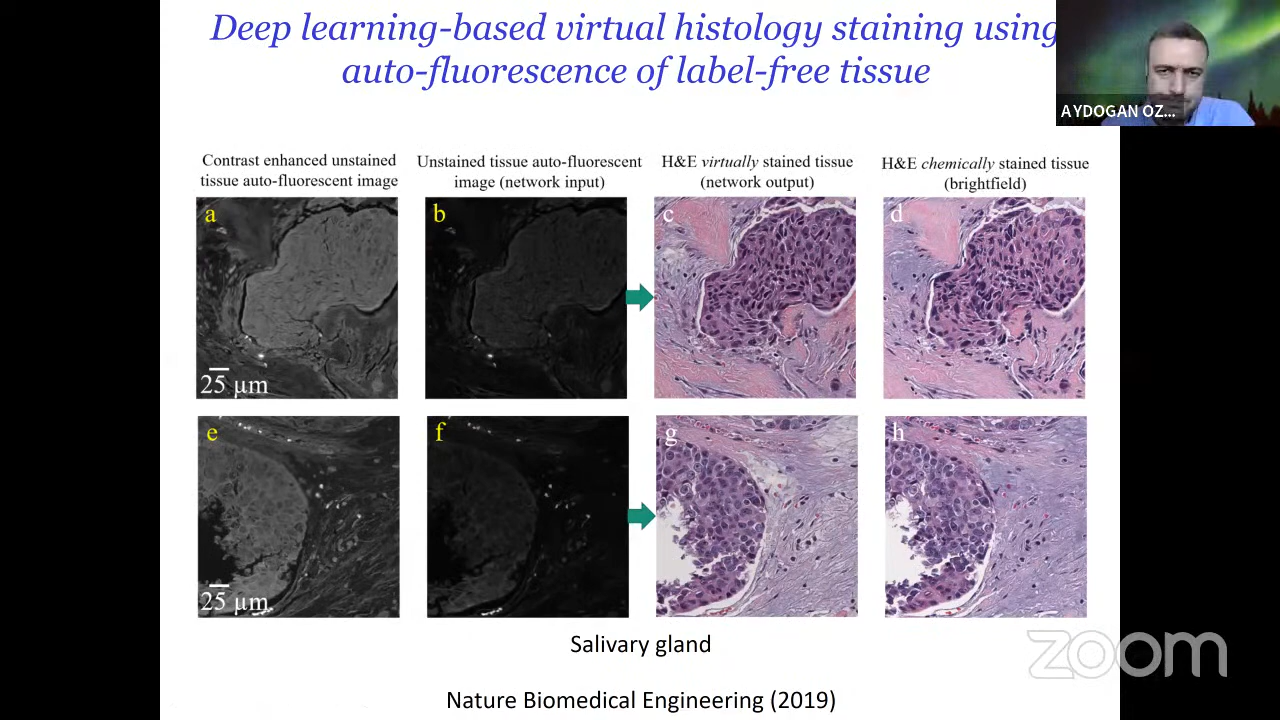 Deep learning-based virtual histology staining using
auto-fluorescence of label-free tissue
AYDOGAN OZ...
Contrast enhanced unstained
tissue auto-fluorescent image
Unstained tissue auto-fluorescent
image (network input)
H&E virtually stained tissue
(network output)
H&E chemically stained tissue
(brightfield)
a
25 µm
b
c
d
e
25 µm
f
g
h
Salivary gland
zoom
Nature Biomedical Engineering (2019)